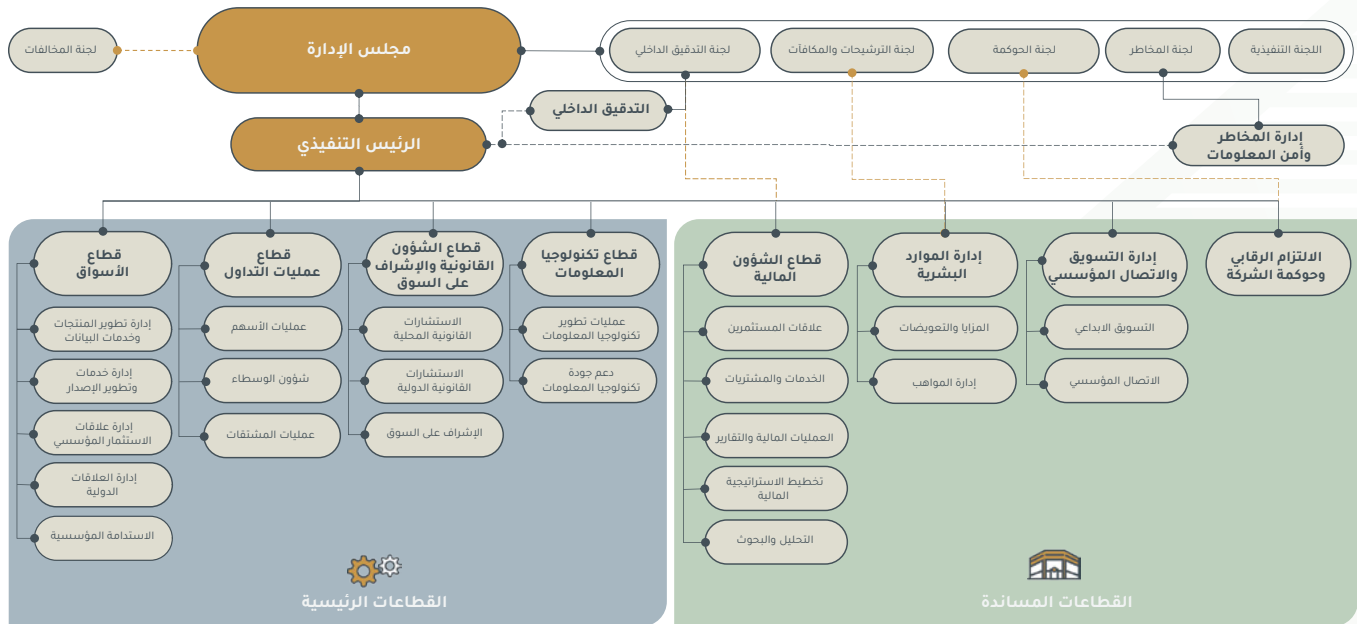 مجلس الإدارة
لجنة المخالفات
اللجنة التنفيذية
لجنة المخاطر
لجنة الحوكمة
لجنة الترشيحات والمكافآت
لجنة التدقيق الداخلي
التدقيق الداخلي
الرئيس التنفيذي
إدارة المخاطر
وأمن المعلومات
الالتزام الرقابي
وحوكمة الشركة
إدارة التسويق
والاتصال المؤسسي
التسويق الابداعي
الاتصال المؤسسي
إدارة الموارد
البشرية
المزايا والتعويضات
إدارة المواهب
قطاع الشؤون
المالية
علاقات المستثمرين
الخدمات والمشتريات
العمليات المالية والتقارير
تخطيط الاستراتيجية
المالية
التحليل والبحوث
القطاعات المساندة
قطاع تكنولوجيا
المعلومات
عمليات تطوير
تكنولوجيا المعلومات
دعم جودة
تكنولوجيا المعلومات
قطاع الشؤون
القانونية والإشراف
على السوق
الاستشارات
القانونية المحلية
الاستشارات
القانونية الدولية
الإشراف على السوق
قطاع
عمليات التداول
عمليات الأسهم
شؤون الوسطاء
عمليات المشتقات
قطاع
الأسواق
إدارة تطوير المنتجات
وخدمات البيانات
إدارة خدمات
وتطوير الإصدار
إدارة علاقات
الاستثمار المؤسسي
إدارة العلاقات
الدولية
الاستدامة المؤسسية
القطاعات الرئيسية